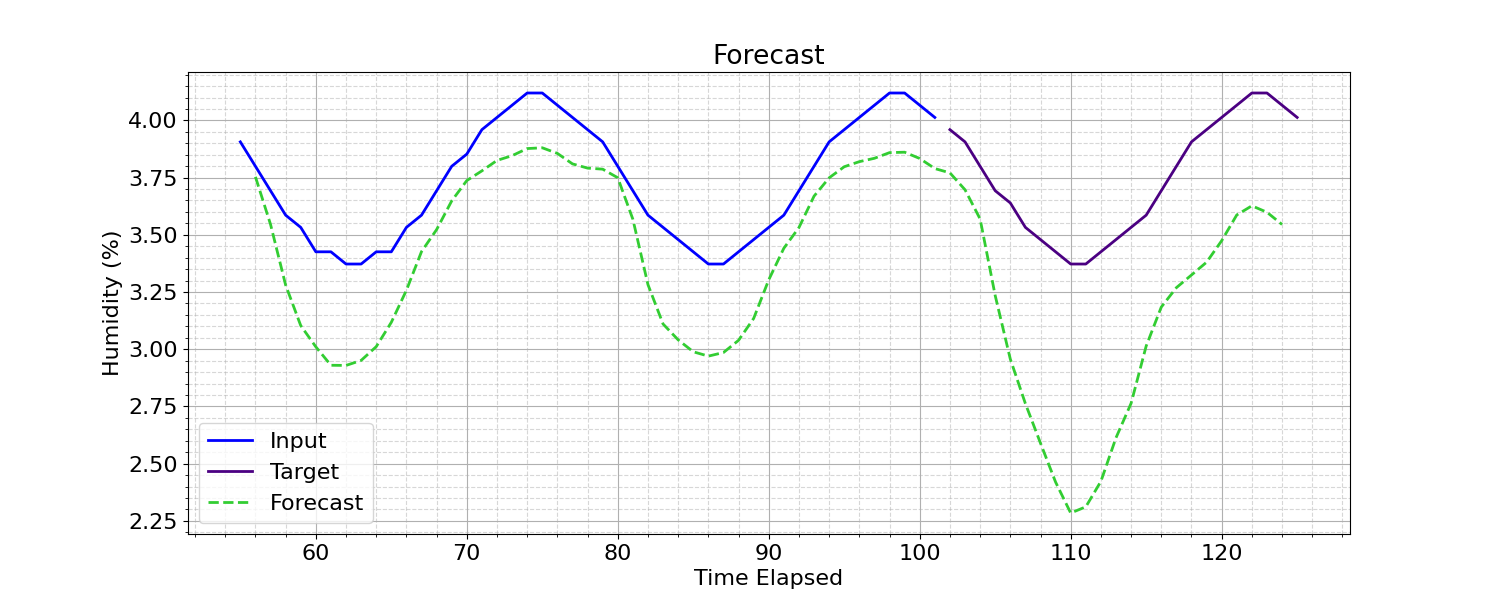 Forecast
Humidity (%)
4.00
3.75
3.50
3.25
3.00
2.75
2.50
2.25
Input
Target
Forecast
60 70 80 90 100 110 120
Time Elapsed